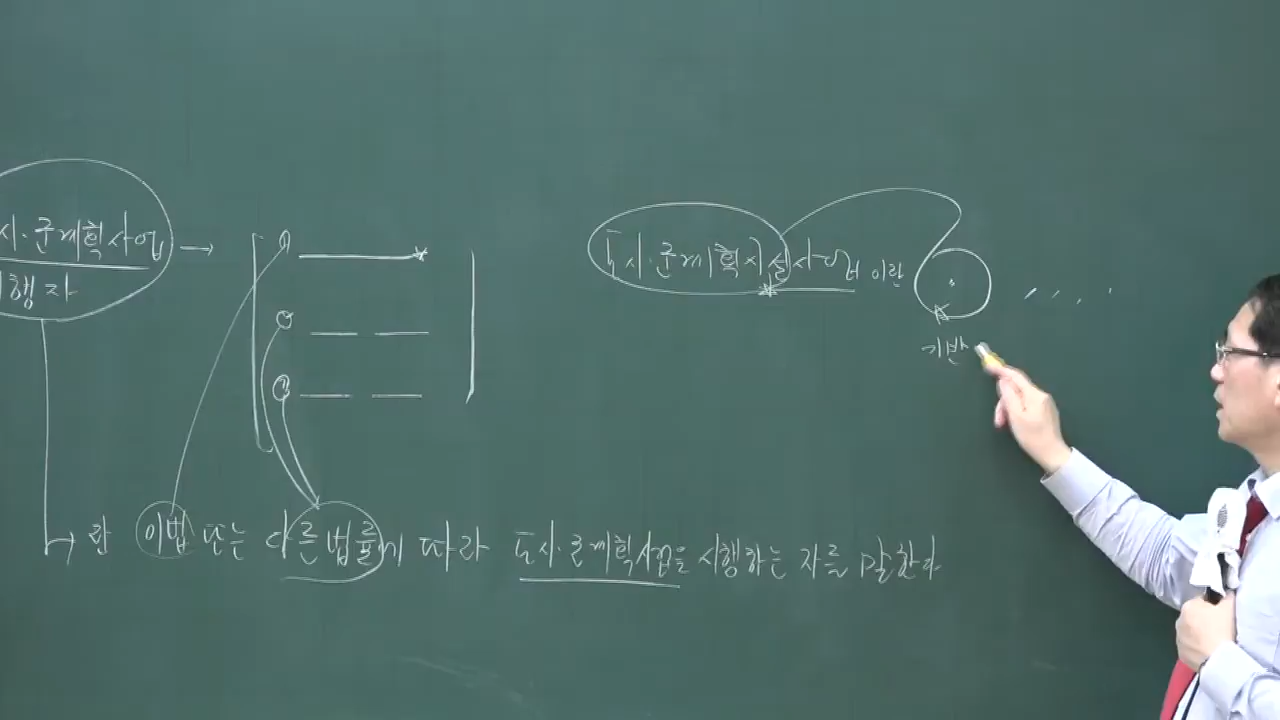 시·군계획사업
행자
도시·군계획시설사업 이란
기반
란 이법 또는 다른법률에 따라 도시·군계획사업을 시행하는 자를 말한다